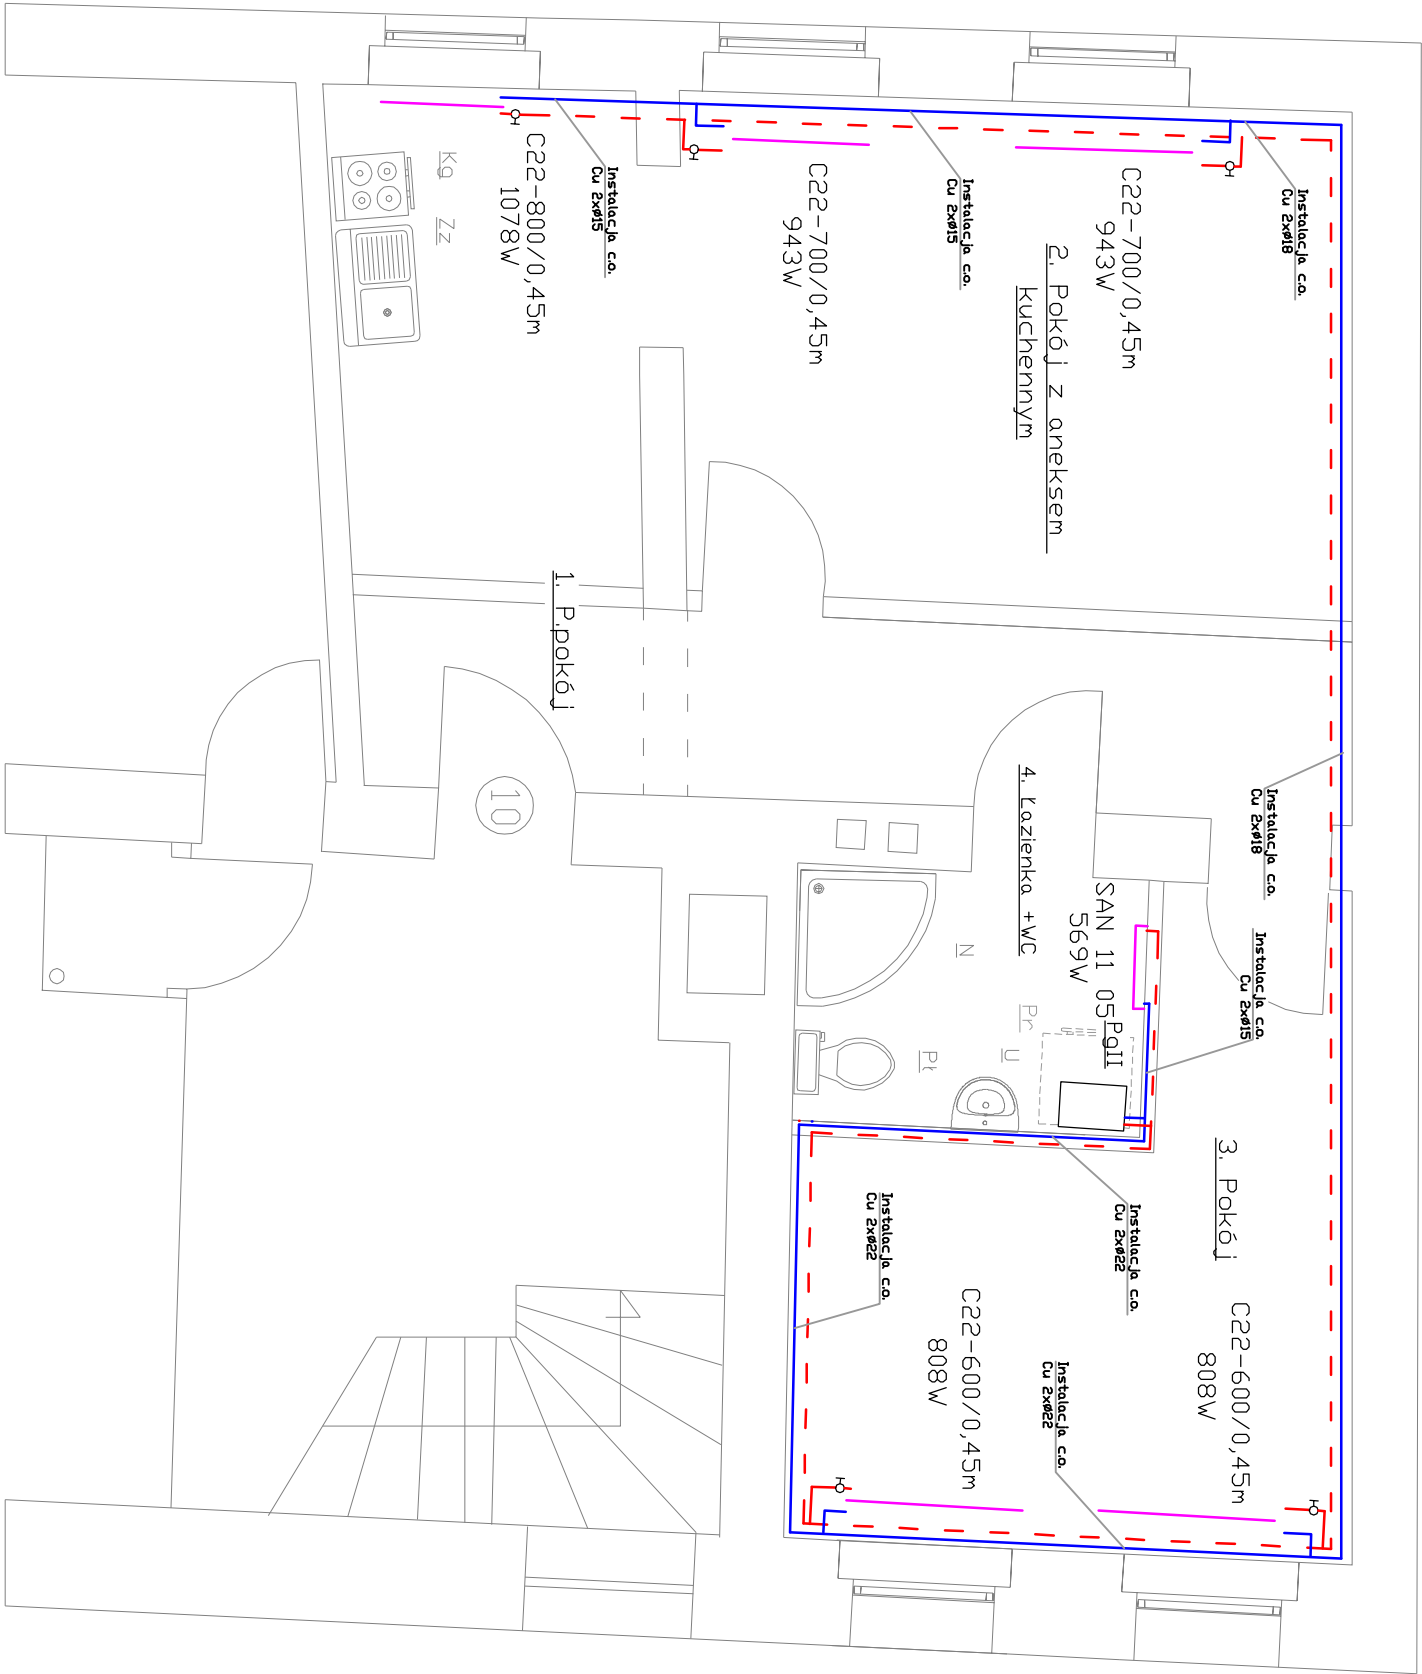 Instalacja c.o.
Cu 2xø18
C22-700/0,45m
943W
2. Pokój z aneksem
kuchennym
Instalacja c.o.
Cu 2xø15
C22-700/0,45m
943W
Instalacja c.o.
Cu 2xø15
C22-800/0,45m
1078W
Kg Zz
1. P.pokój
10
Instalacja c.o.
Cu 2xø18
Instalacja c.o.
Cu 2xø15
SAN 11 05
569W
PgII
4. Łazienka +WC
N
Pr
U
Pł
3. Pokój
Instalacja c.o.
Cu 2xø22
Instalacja c.o.
Cu 2xø22
C22-600/0,45m
808W
Instalacja c.o.
Cu 2xø22
C22-600/0,45m
808W